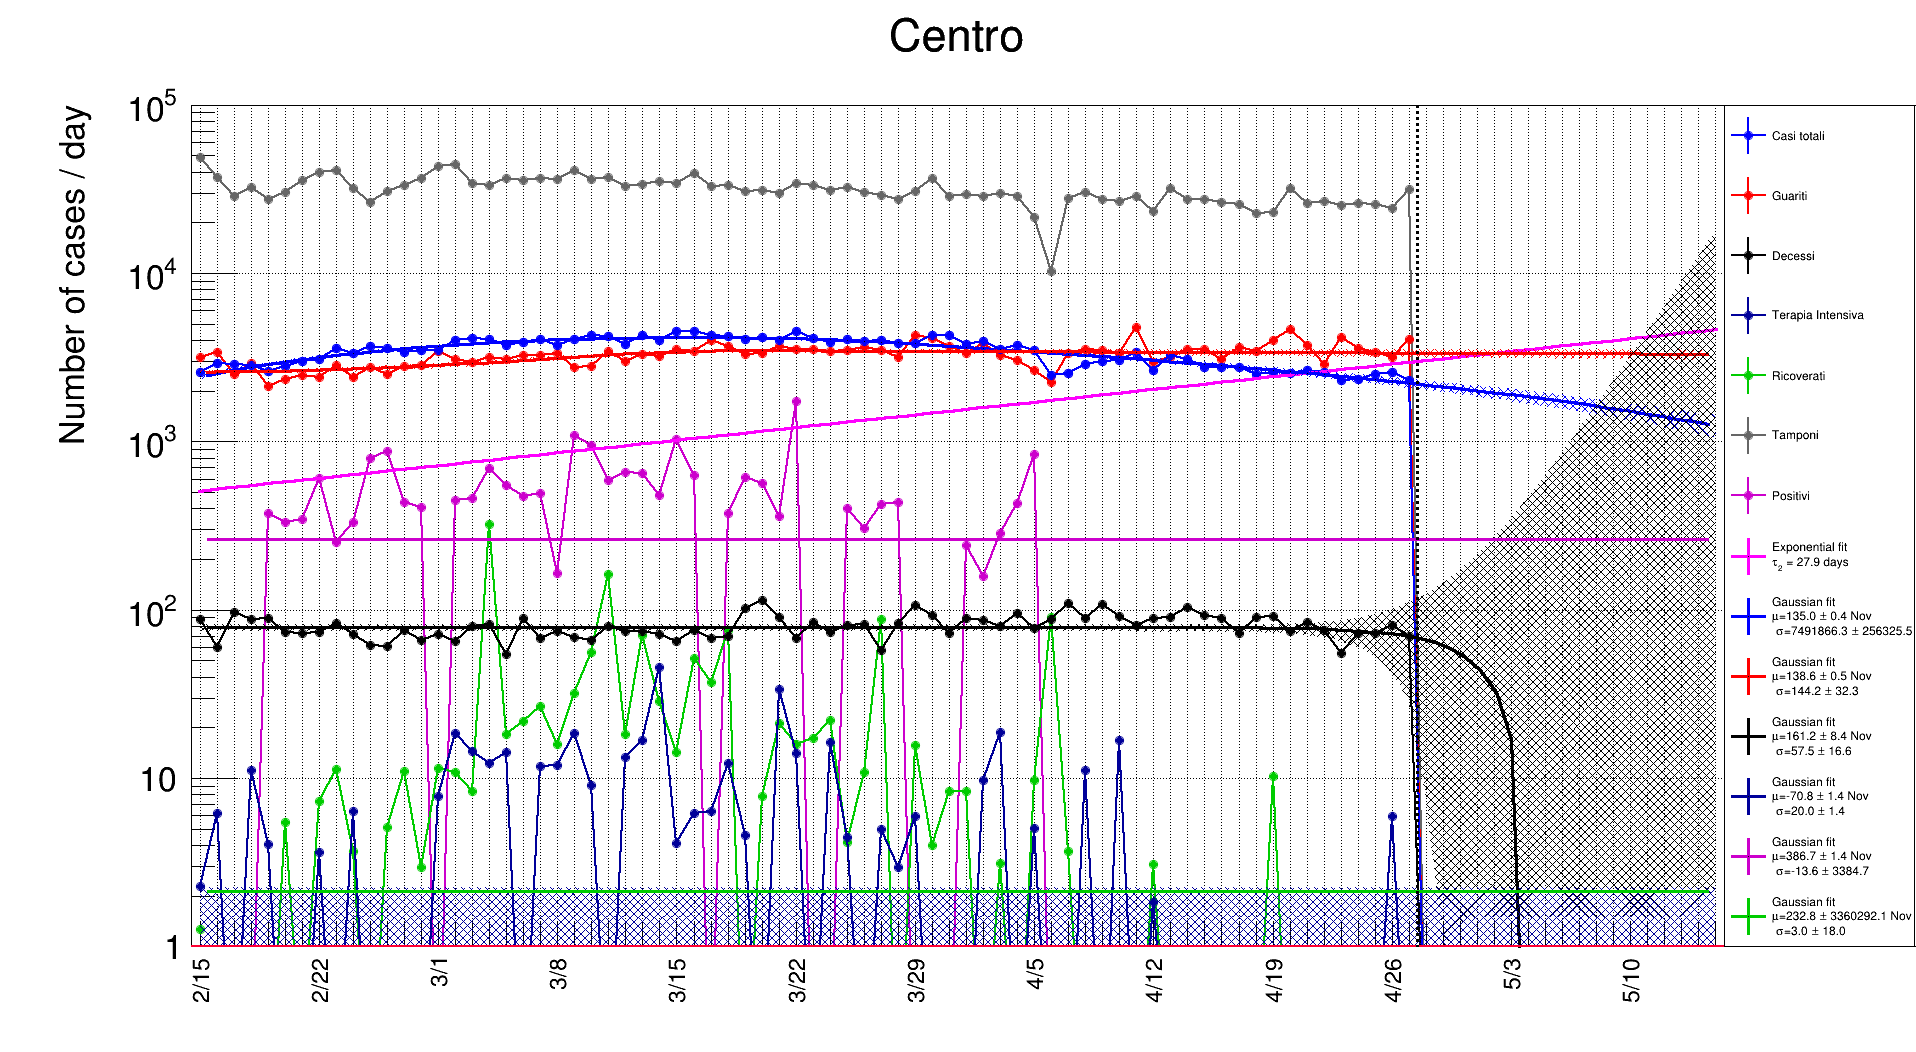 Centro
Number of cases / day
10^5
10^4
10^3
10^2
10
1
2/15
2/22
3/1
3/8
3/15
3/22
3/29
4/5
4/12
4/19
4/26
5/3
5/10
Casi totali
Guariti
Decessi
Terapia Intensiva
Ricoverati
Tamponi
Positivi
Exponential fit
τ₂ = 27.9 days
Gaussian fit
μ=135.0 ± 0.4 Nov
σ=7491866.3 ± 256325.5
Gaussian fit
μ=138.6 ± 0.5 Nov
σ=144.2 ± 32.3
Gaussian fit
μ=161.2 ± 8.4 Nov
σ=57.5 ± 16.6
Gaussian fit
μ=-70.8 ± 1.4 Nov
σ=20.0 ± 1.4
Gaussian fit
μ=386.7 ± 1.4 Nov
σ=-13.6 ± 3384.7
Gaussian fit
μ=232.8 ± 3360292.1 Nov
σ=3.0 ± 18.0